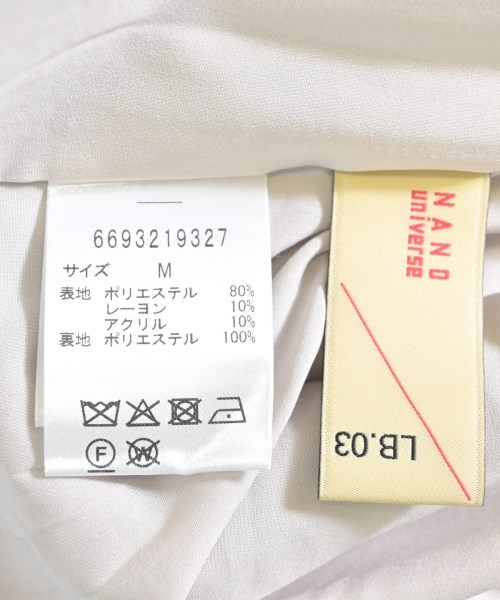 6693219327
サイズ M
表地 ポリエステル 80%
レーヨン 10%
アクリル 10%
裏地 ポリエステル 100%
F W
NANO
universe
LB.03